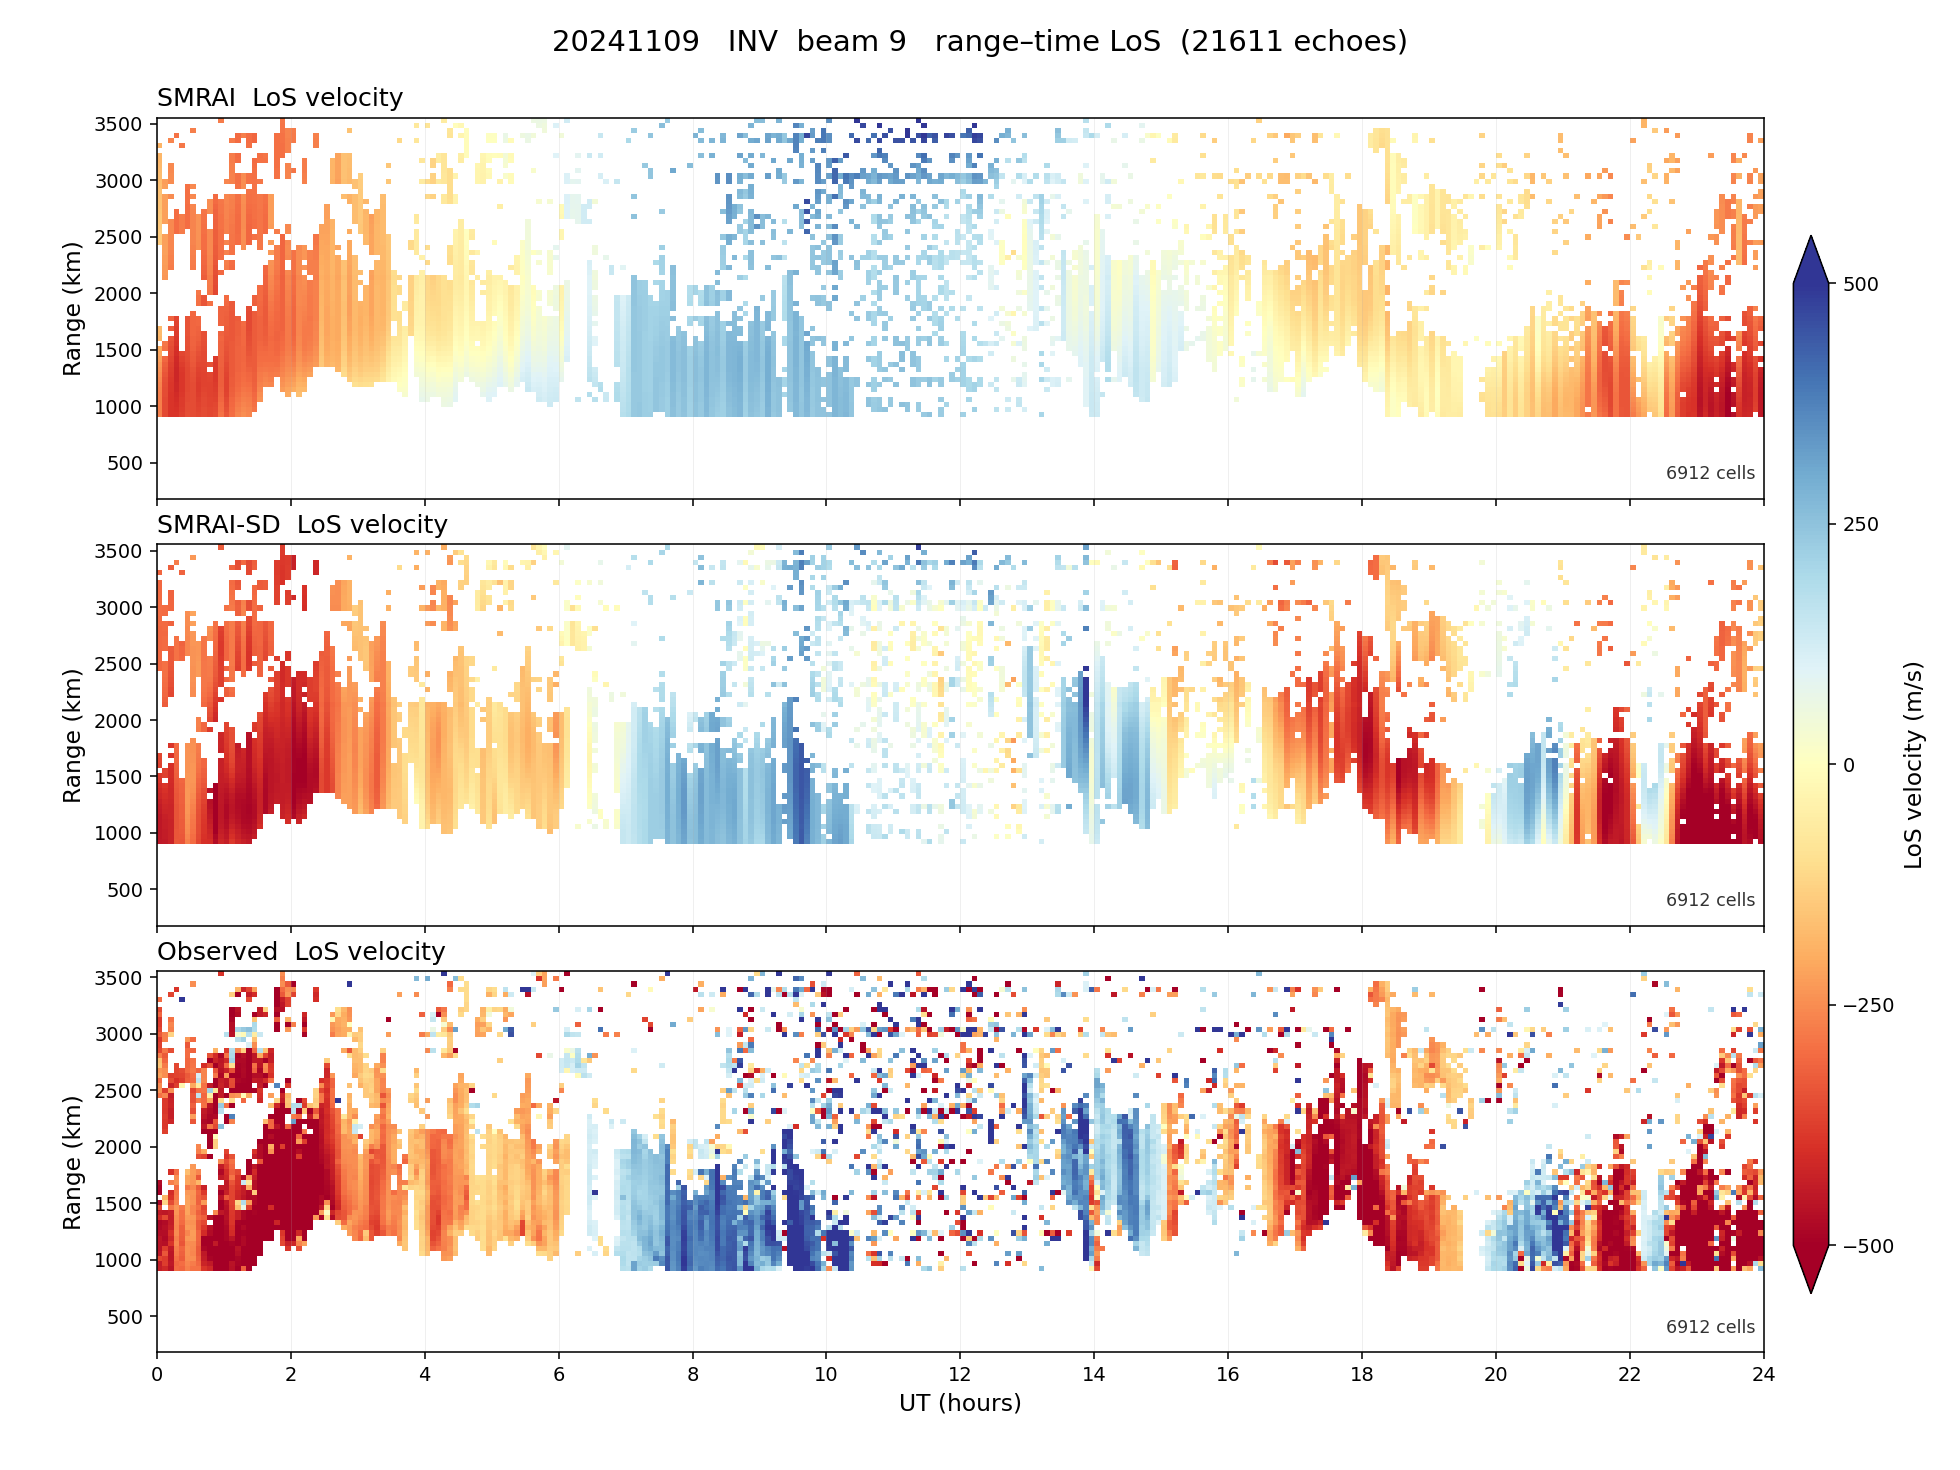 20241109   INV  beam 9   range–time LoS  (21611 echoes)
SMRAI  LoS velocity
3500
3000
2500
2000
1500
1000
500
Range (km)
6912 cells
SMRAI-SD  LoS velocity
3500
3000
2500
2000
1500
1000
500
Range (km)
6912 cells
Observed  LoS velocity
3500
3000
2500
2000
1500
1000
500
Range (km)
6912 cells
0 2 4 6 8 10 12 14 16 18 20 22 24
UT (hours)
500
250
0
−250
−500
LoS velocity (m/s)